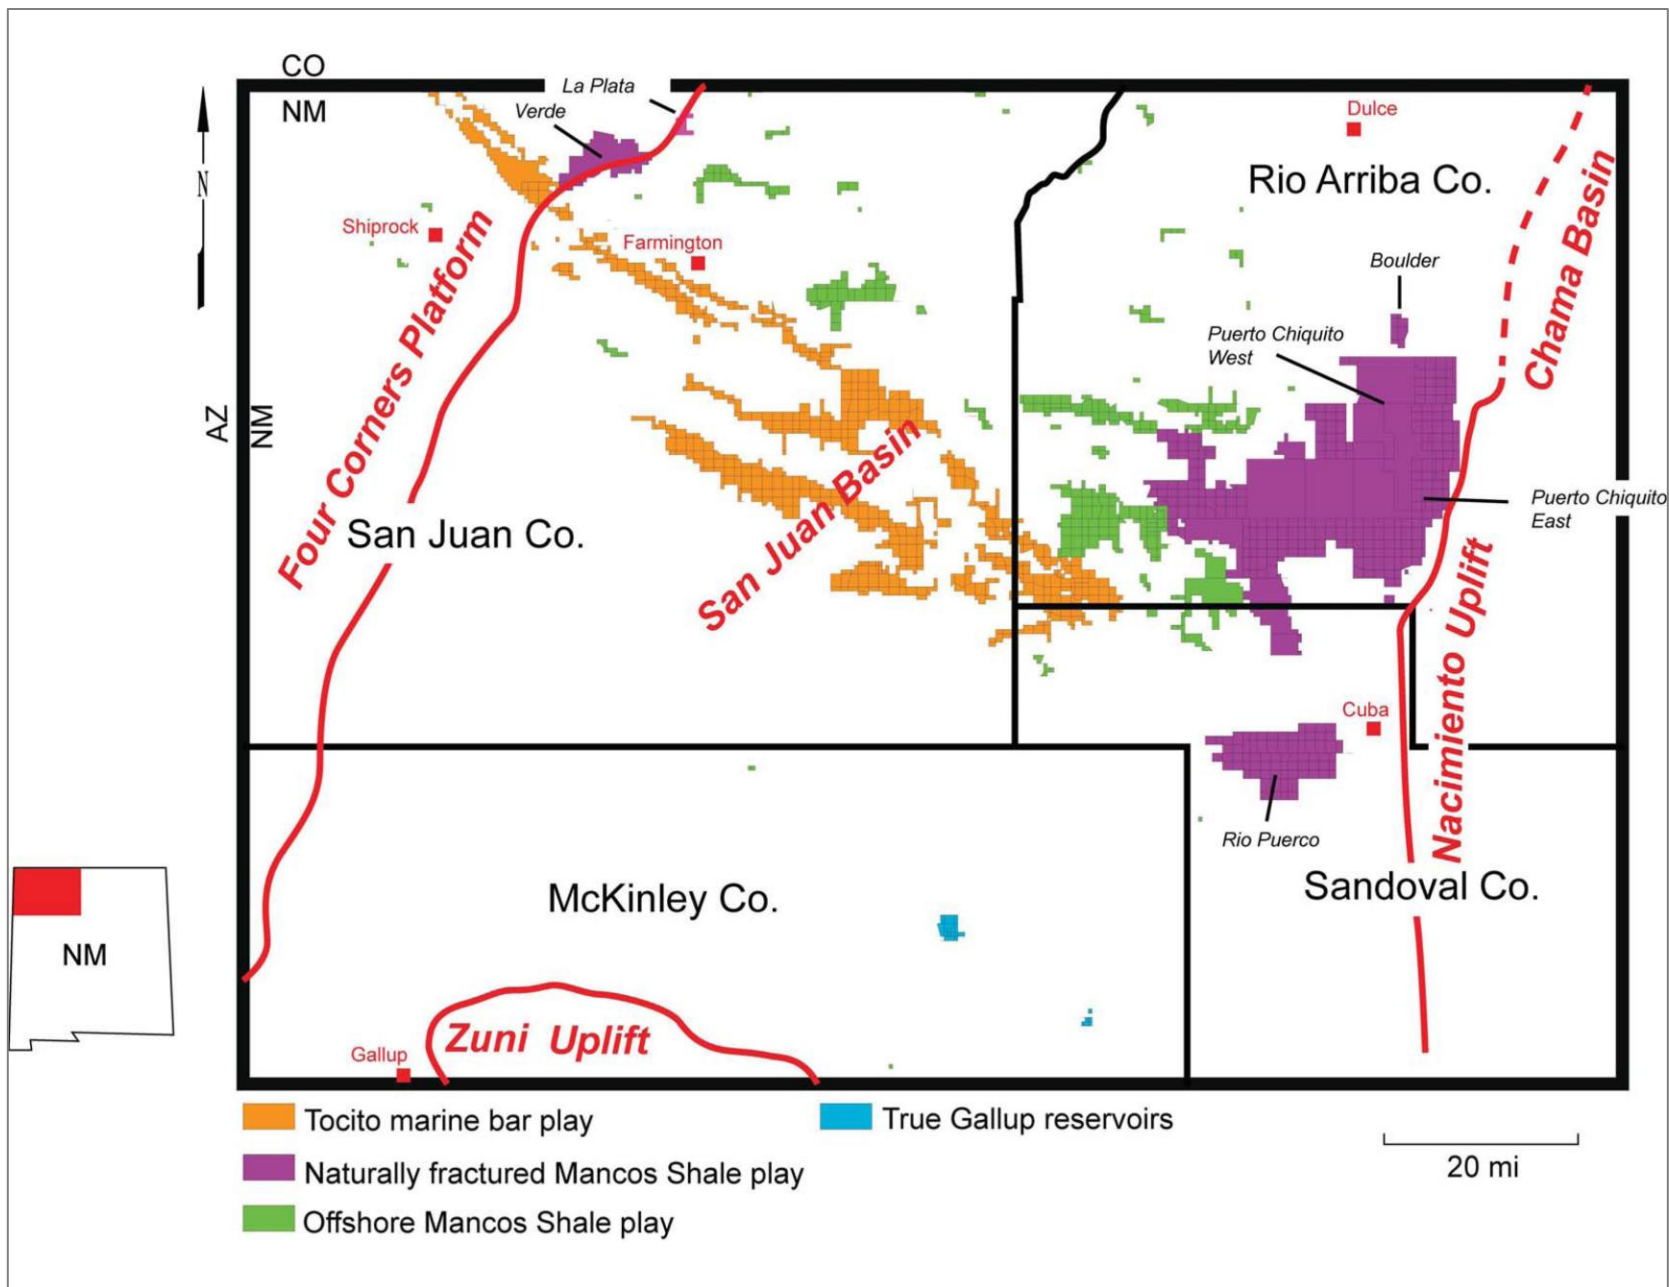 CO
NM
La Plata
Verde
Dulce
N
Rio Arriba Co.
Shiprock
Farmington
Boulder
Chama Basin
Puerto Chiquito
West
Four Corners Platform
AZ
NM
San Juan Basin
Puerto Chiquito
East
San Juan Co.
Nacimiento Uplift
Cuba
Rio Puerco
McKinley Co.
Sandoval Co.
NM
Zuni Uplift
Gallup
Tocito marine bar play
True Gallup reservoirs
Naturally fractured Mancos Shale play
20 mi
Offshore Mancos Shale play